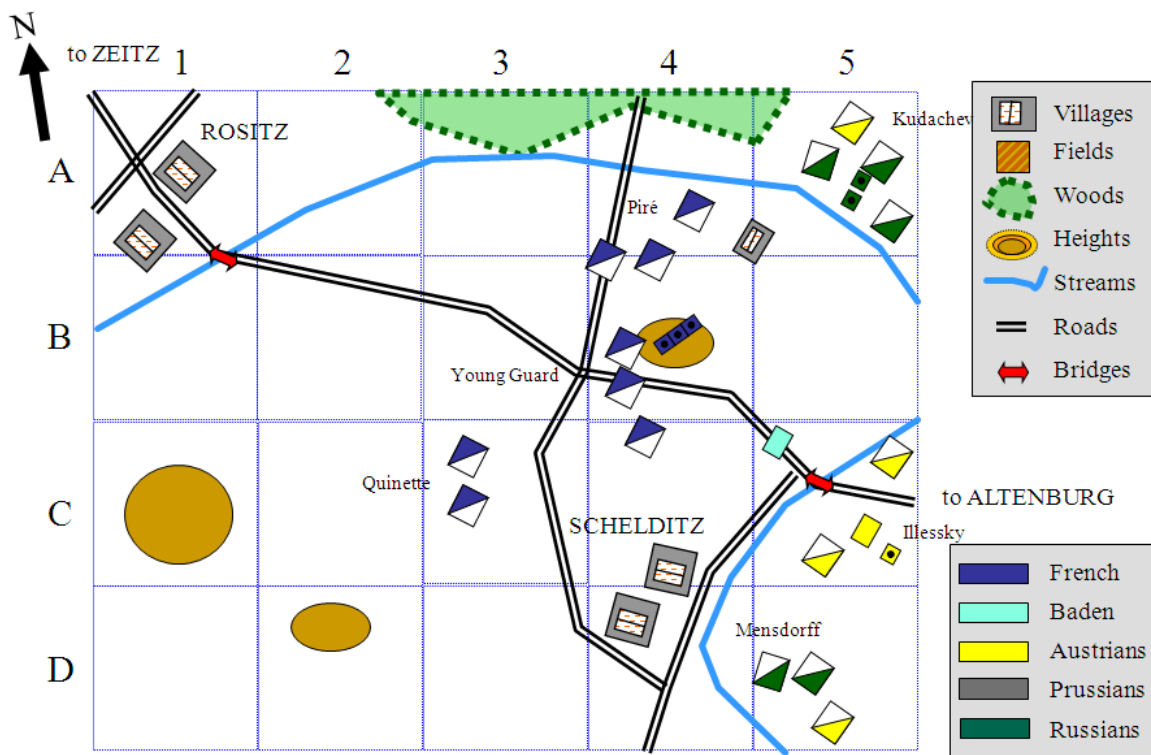 N
to ZEITZ
1
2
3
4
5
A
B
C
D
ROSITZ
Kudachev
Piré
Young Guard
Quinette
SCHELDITZ
to ALTENBURG
Illessky
Mensdorff
Villages
Fields
Woods
Heights
Streams
Roads
Bridges
French
Baden
Austrians
Prussians
Russians